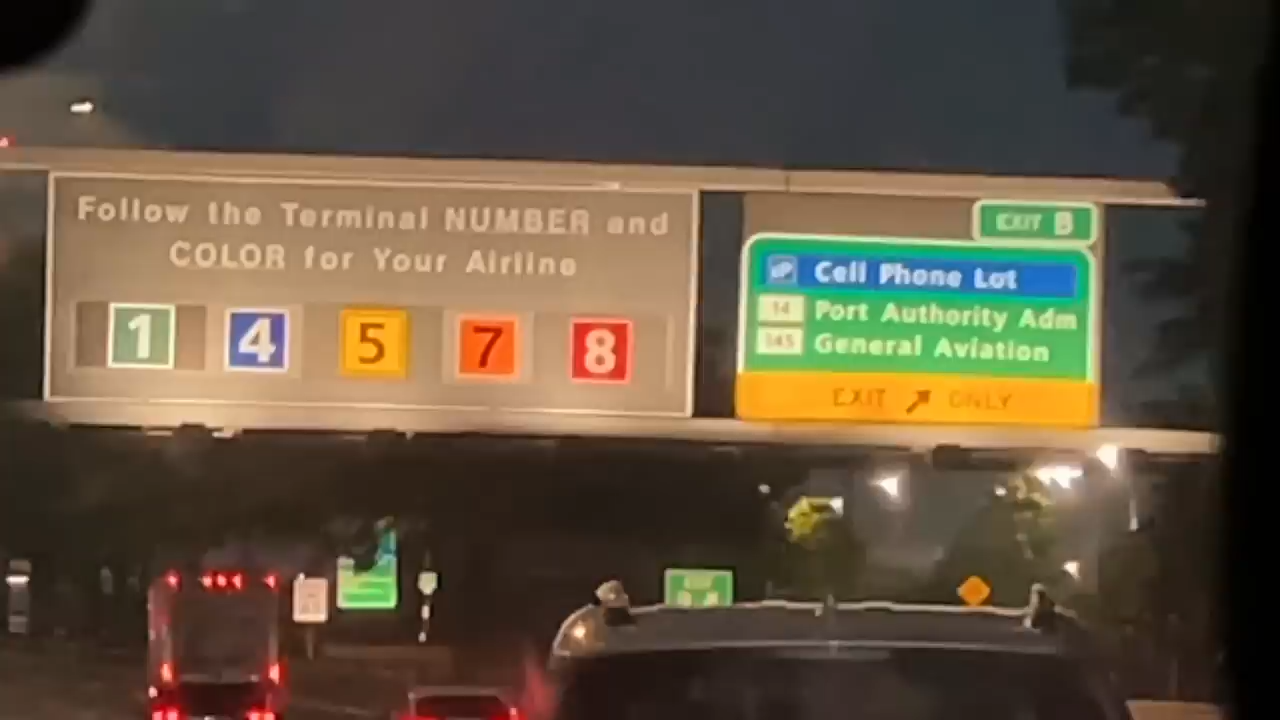 Follow the Terminal NUMBER and
COLOR for Your Airline
1 4 5 7 8
EXIT B
Cell Phone Lot
14 Port Authority Adm
145 General Aviation
EXIT ONLY